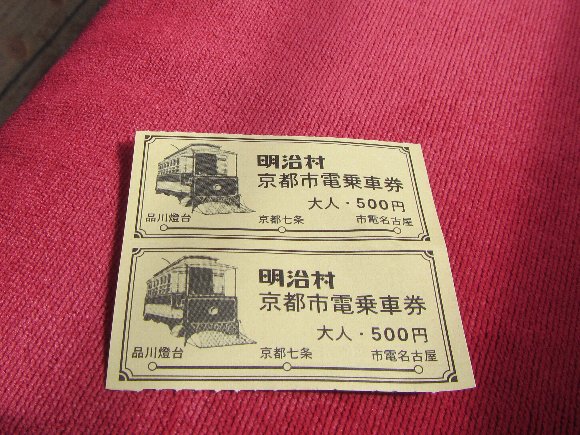 明治村
京都市電乗車券
大人・500円
品川燈台 京都七条 市電名古屋
明治村
京都市電乗車券
大人・500円
品川燈台 京都七条 市電名古屋